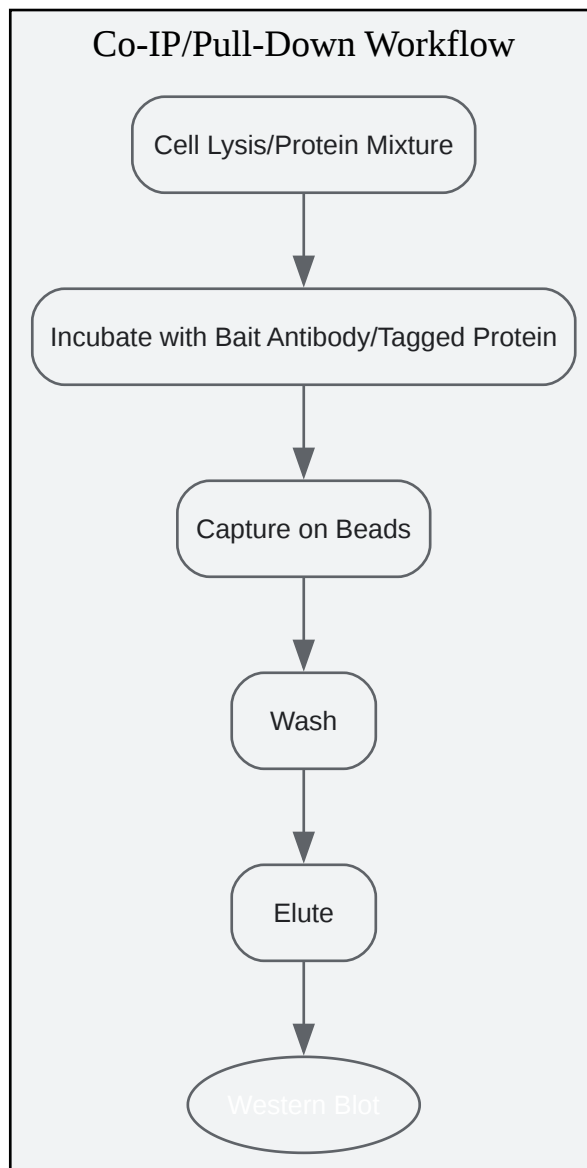 Co-IP/Pull-Down Workflow
Cell Lysis/Protein Mixture
Incubate with Bait Antibody/Tagged Protein
Capture on Beads
Wash
Elute
Western Blot